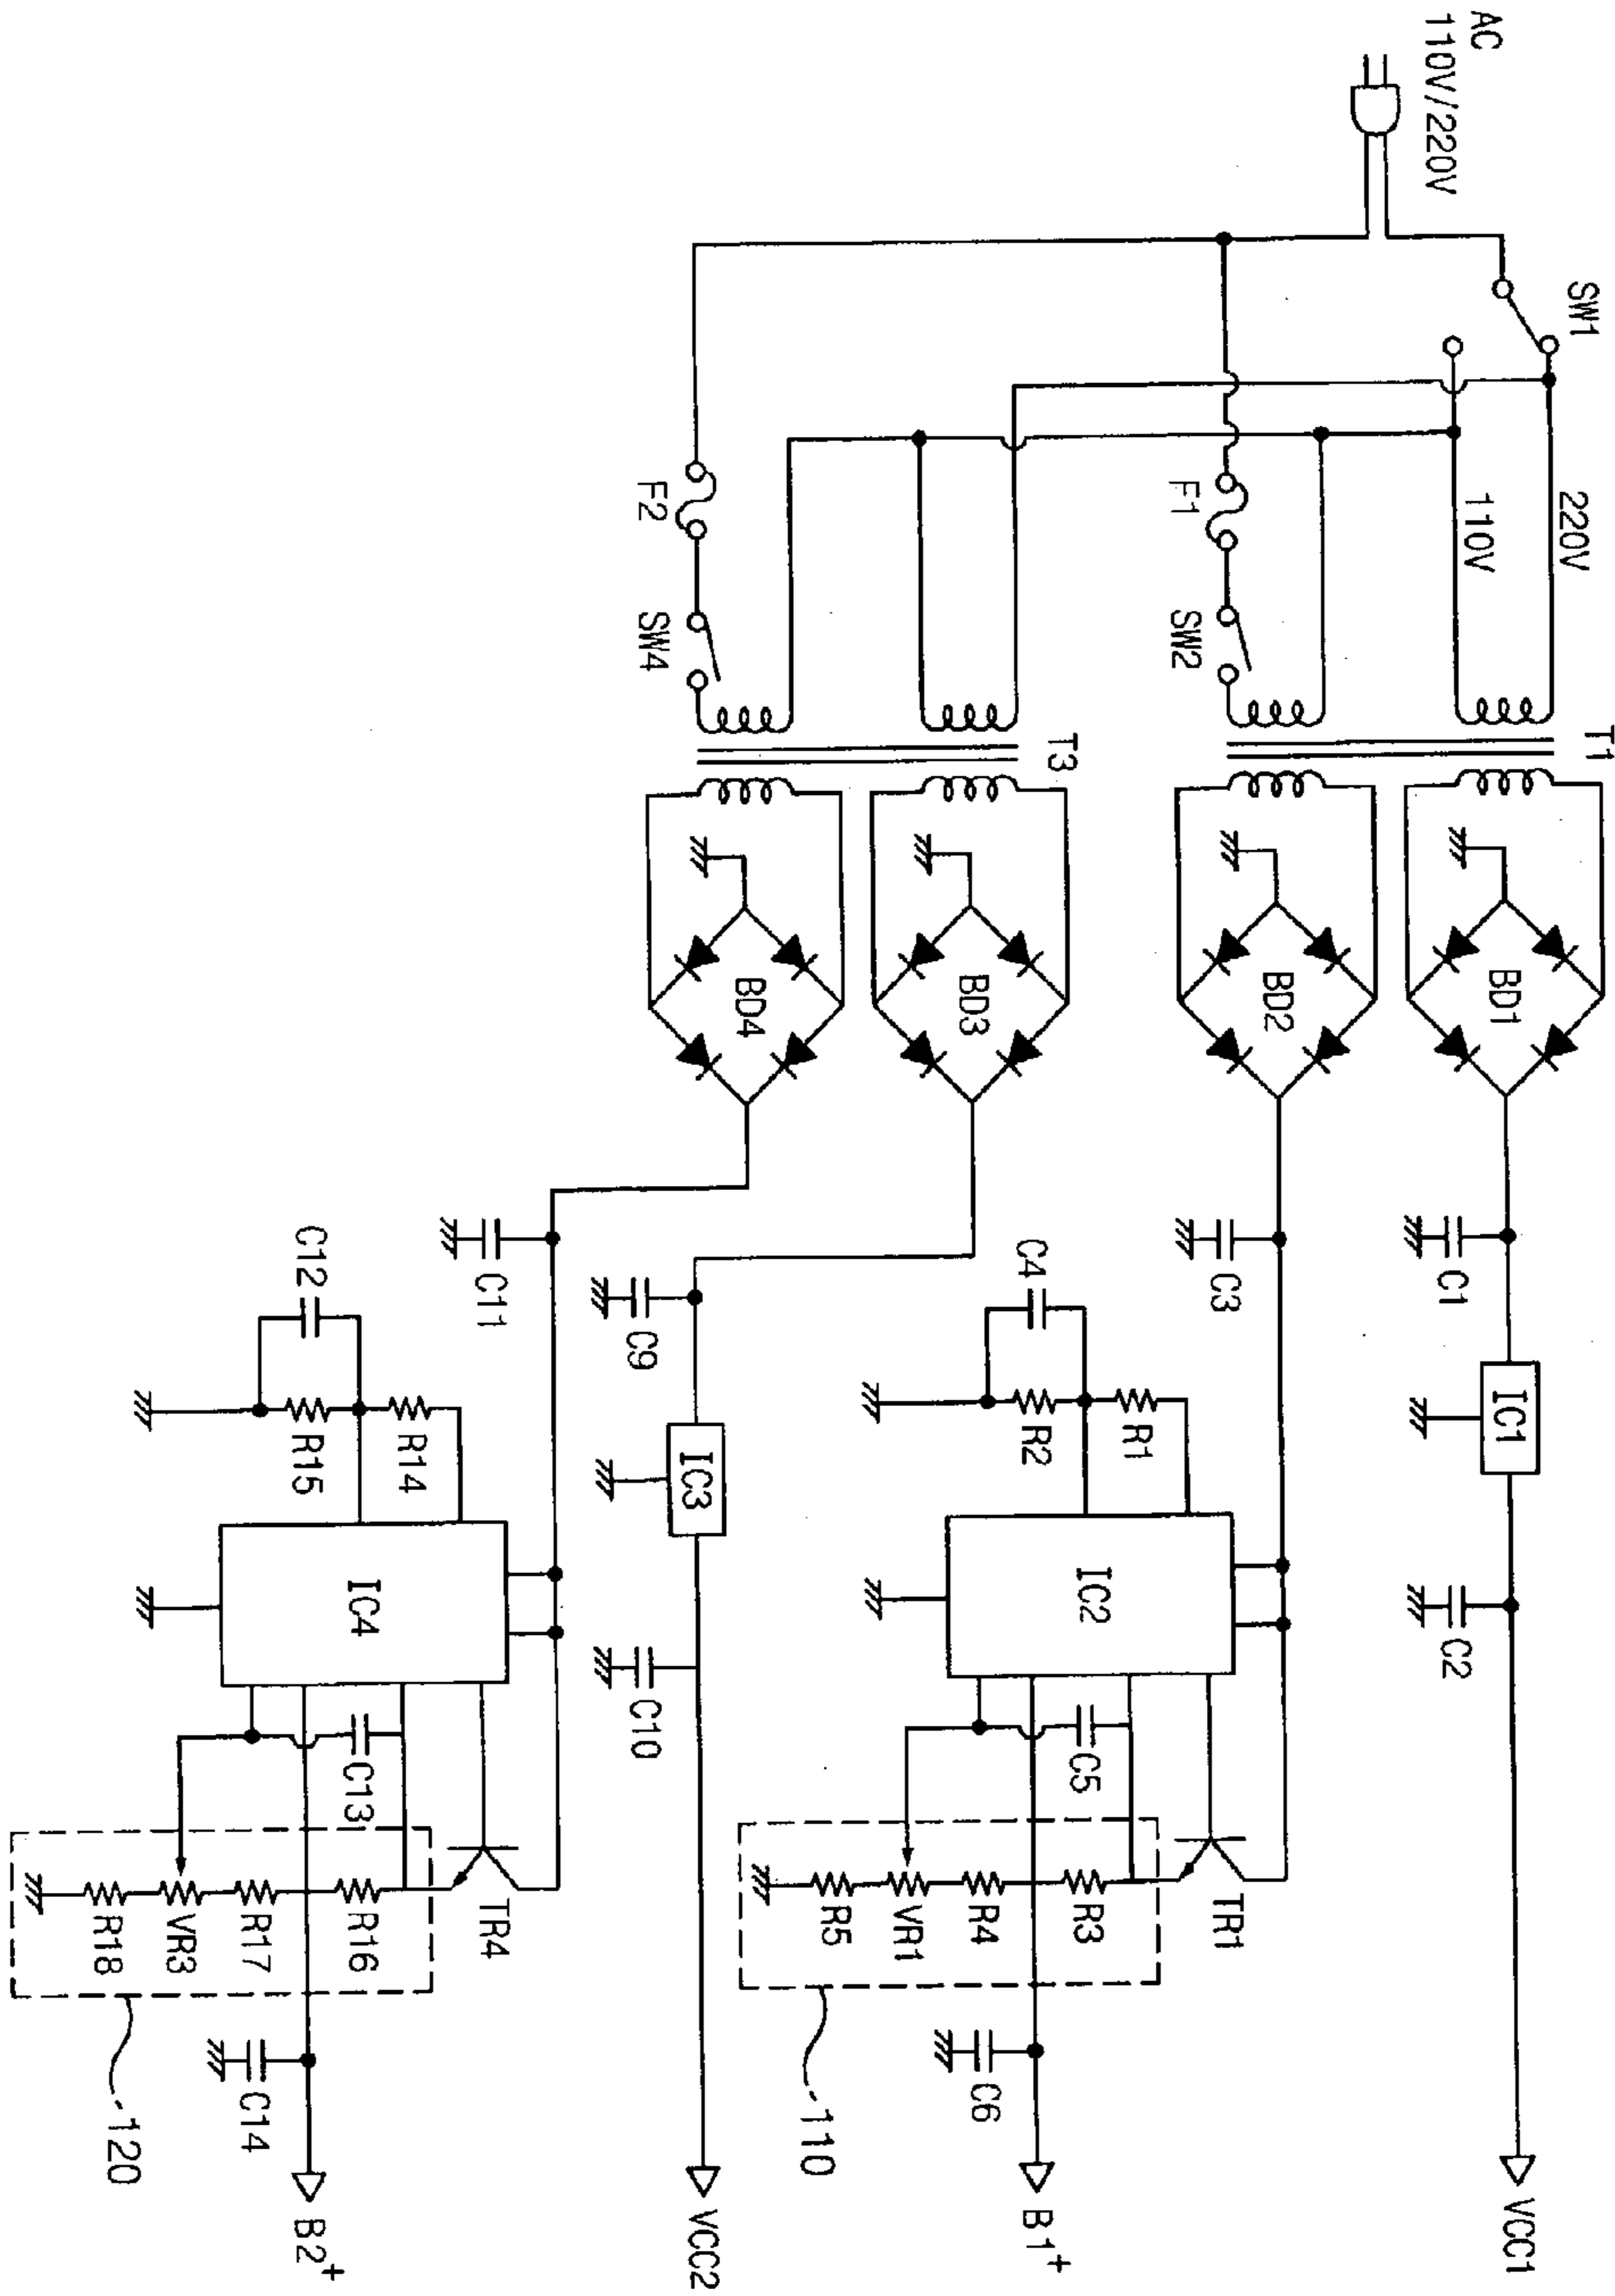 AC
110V//220V
SW1
220V
110V
T1
BD1
C1
IC1
C2
VCC1
F1
SW2
BD2
C3
C4
R1
R2
IC2
C5
TR1
R3
R4
VR1
R5
110
C6
B1+
T3
BD3
C9
IC3
C10
VCC2
F2
SW4
BD4
C11
C12
R14
R15
IC4
C13
TR4
R16
R17
VR3
R18
120
C14
B2+